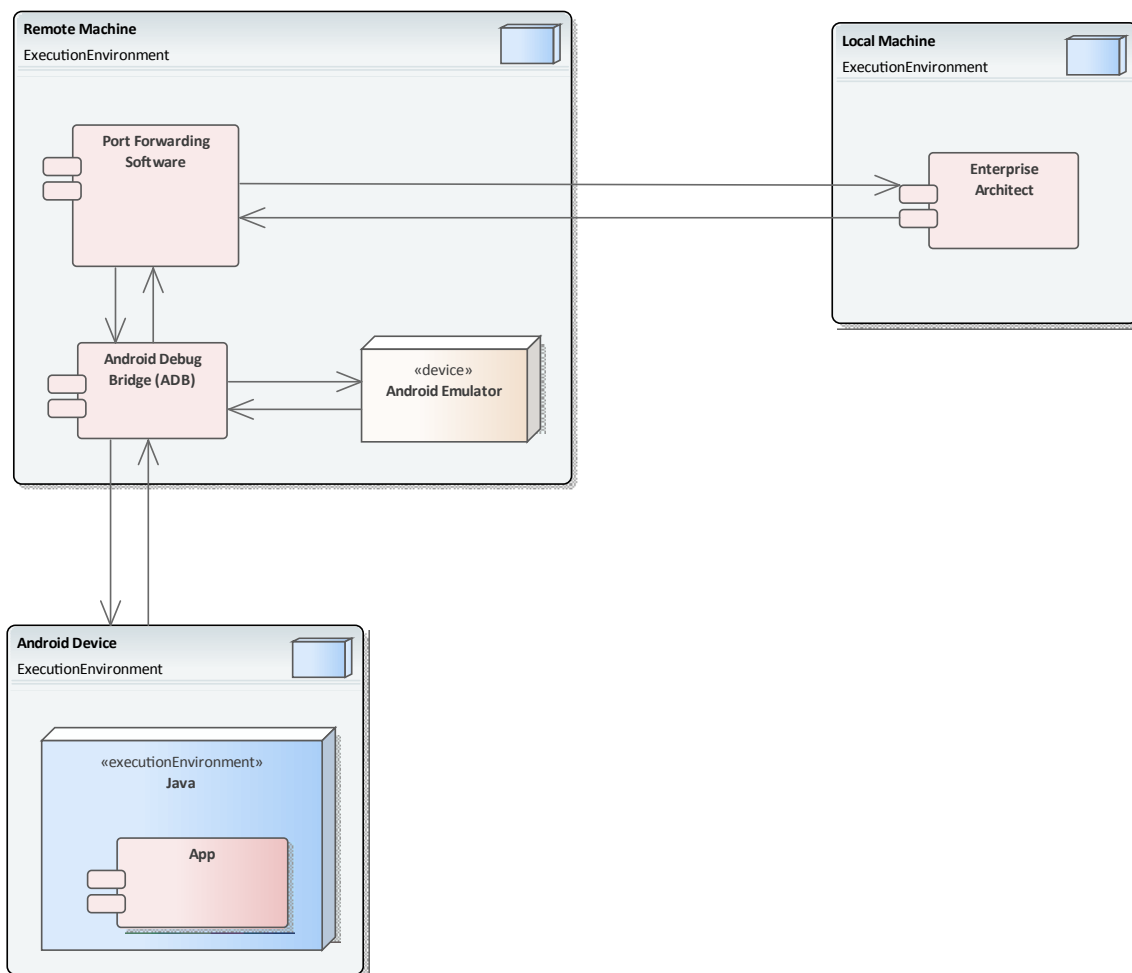 Remote Machine
ExecutionEnvironment
Port Forwarding
Software
Android Debug
Bridge (ADB)
«device»
Android Emulator
Local Machine
ExecutionEnvironment
Enterprise
Architect
Android Device
ExecutionEnvironment
«executionEnvironment»
Java
App